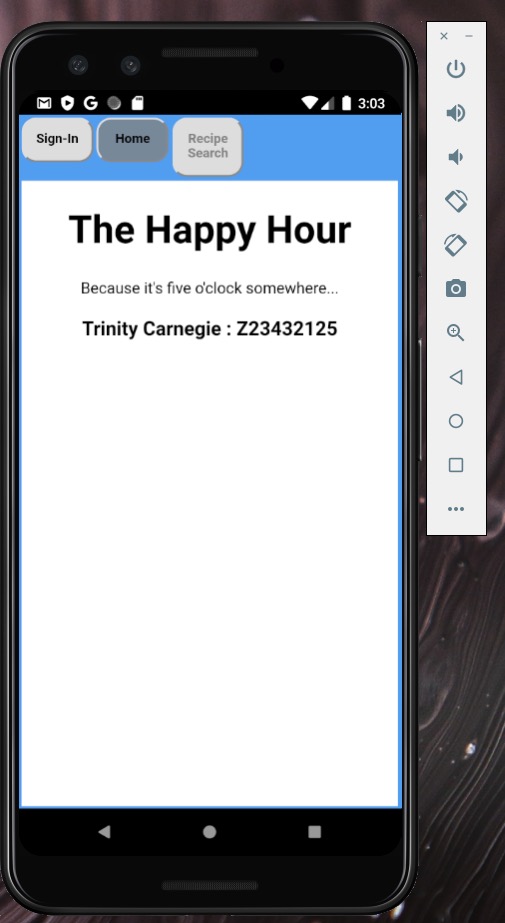 3:03
Sign-In
Home
Recipe
Search
The Happy Hour
Because it's five o'clock somewhere...
Trinity Carnegie : Z23432125